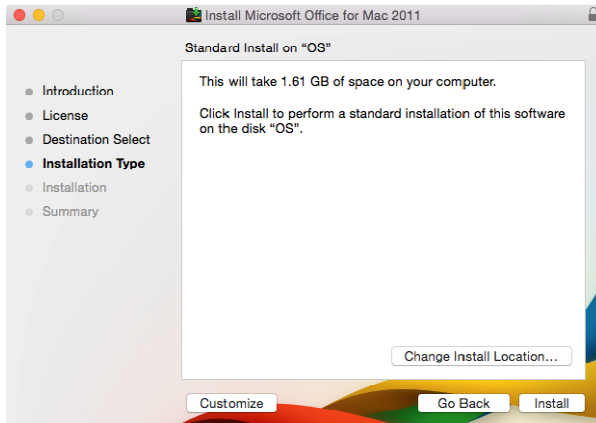 Install Microsoft Office for Mac 2011
Standard Install on “OS”
Introduction
License
Destination Select
Installation Type
Installation
Summary
This will take 1.61 GB of space on your computer.
Click Install to perform a standard installation of this software
on the disk “OS”.
Change Install Location...
Customize
Go Back
Install